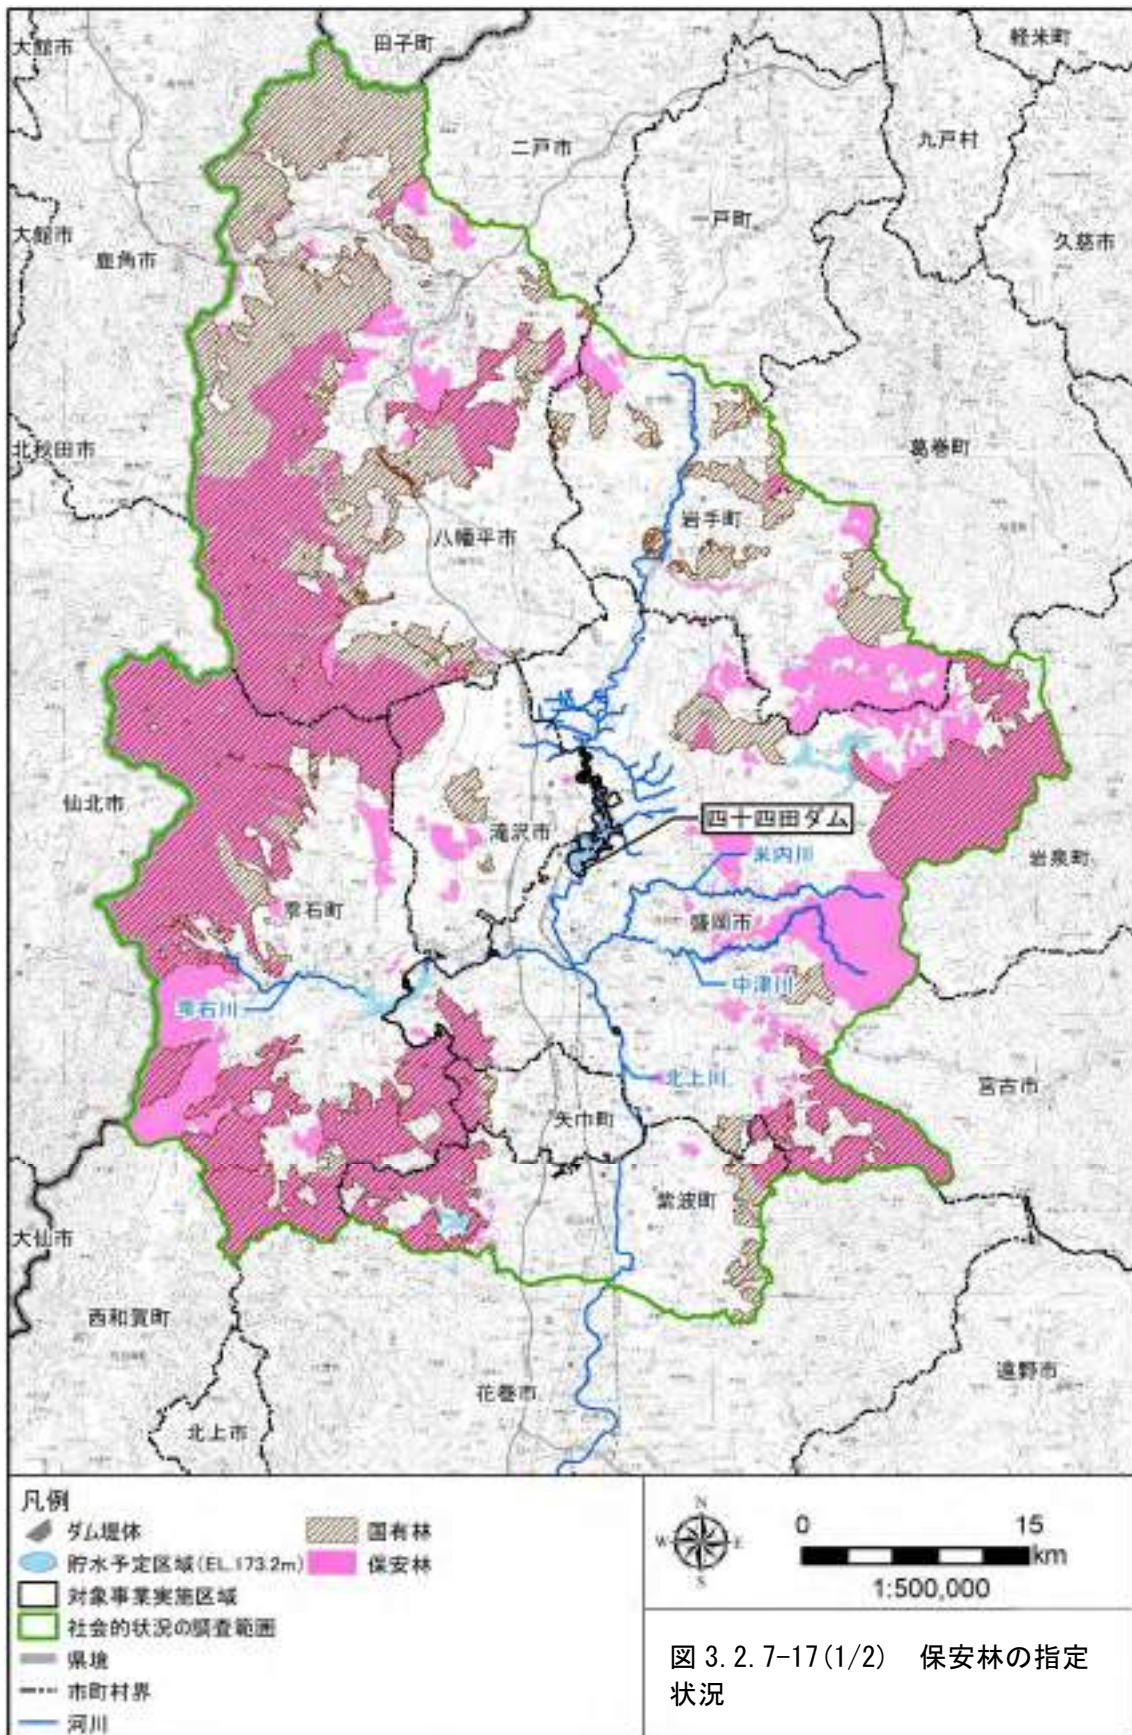 大館市
田子町
軽米町
二戸市
九戸村
一戸町
大館市
鹿角市
久慈市
北秋田市
葛巻町
岩手町
八幡平市
仙北市
四十四田ダム
滝沢市
米内川
岩泉町
雫石町
盛岡市
中津川
雫石川
北上川
宮古市
矢巾町
紫波町
大仙市
西和賀町
遠野市
花巻市
北上市
凡例
ダム堤体
国有林
貯水予定区域(EL.173.2m)
保安林
対象事業実施区域
社会的状況の調査範囲
県境
市町村界
河川
N
W
E
S
0 15
km
1:500,000
図 3.2.7-17(1/2) 保安林の指定
状況